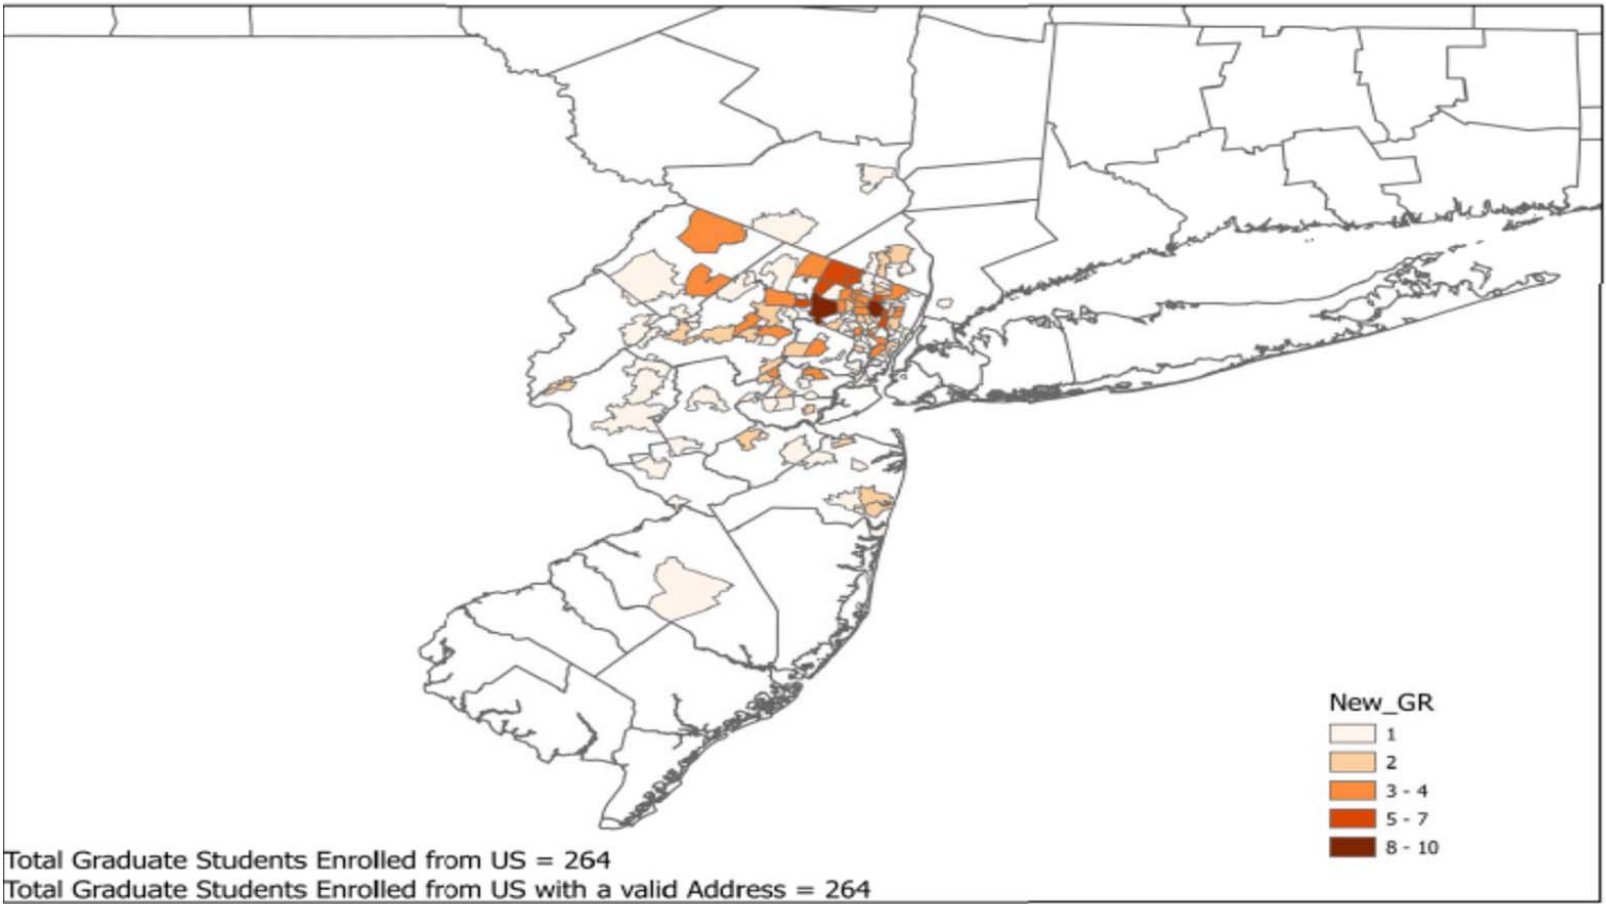 New_GR
1
2
3 - 4
5 - 7
8 - 10
Total Graduate Students Enrolled from US = 264
Total Graduate Students Enrolled from US with a valid Address = 264